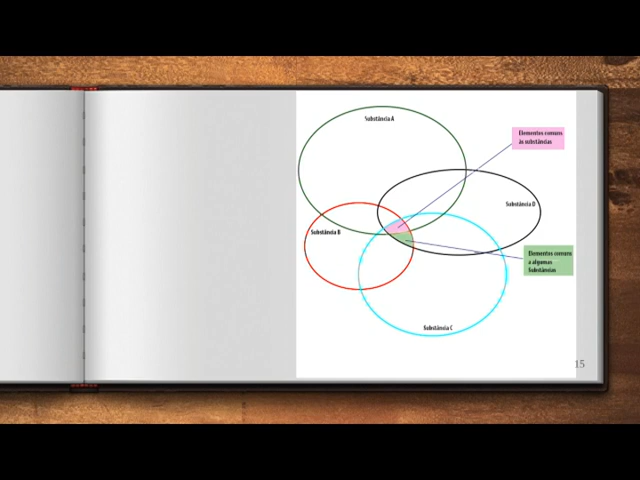 Substância A
Elementos comuns
às substâncias
Substância D
Substância B
Elementos comuns
a algumas
Substâncias
Substância C
15